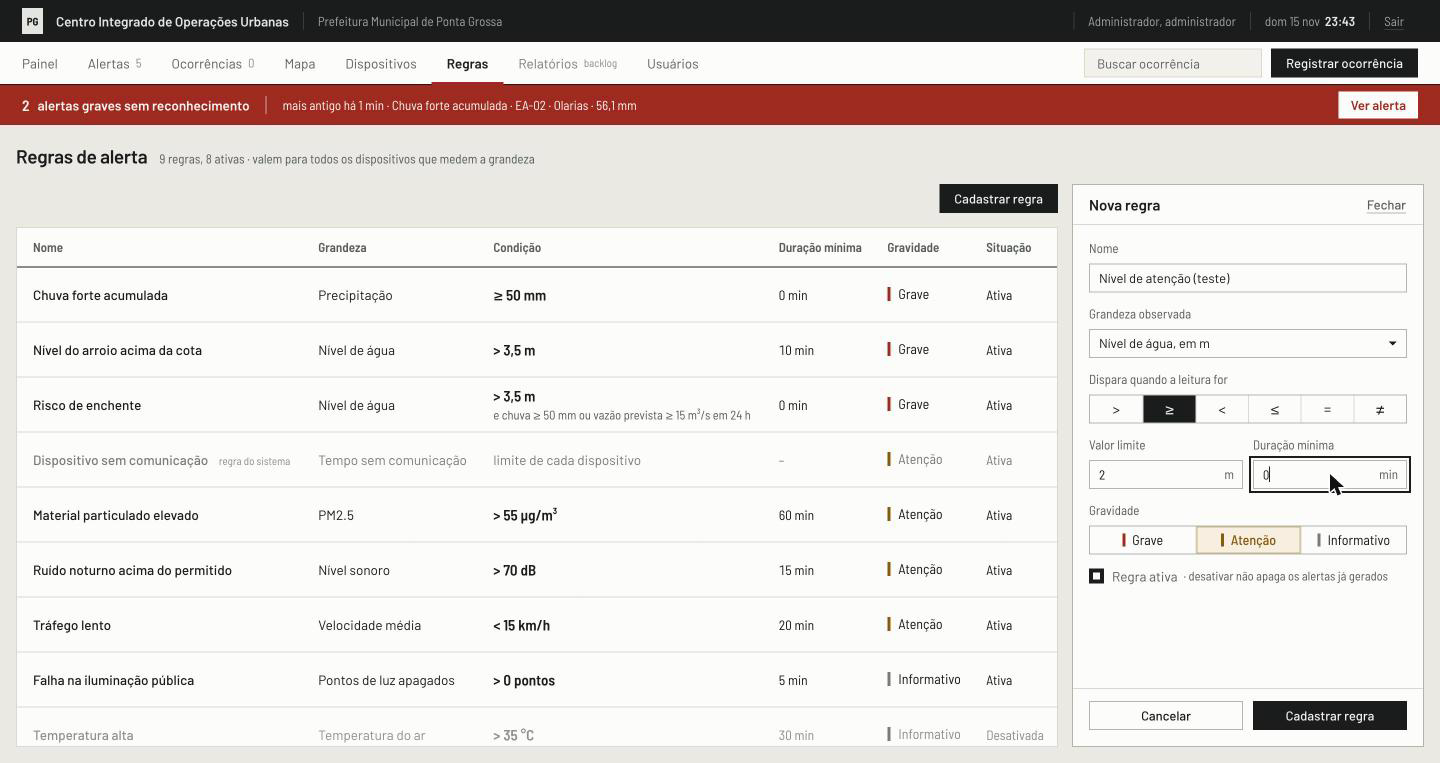 PG Centro Integrado de Operações Urbanas Prefeitura Municipal de Ponta Grossa Administrador, administrador dom 15 nov 23:43 Sair
Painel Alertas 5 Ocorrências 0 Mapa Dispositivos Regras Relatórios backlog Usuários Buscar ocorrência Registrar ocorrência
2 alertas graves sem reconhecimento mais antigo há 1 min · Chuva forte acumulada · EA-02 · Olarias · 56,1 mm Ver alerta
Regras de alerta 9 regras, 8 ativas · valem para todos os dispositivos que medem a grandeza
Cadastrar regra
Nome Grandeza Condição Duração mínima Gravidade Situação
Chuva forte acumulada Precipitação ≥ 50 mm 0 min Grave Ativa
Nível do arroio acima da cota Nível de água > 3,5 m 10 min Grave Ativa
Risco de enchente Nível de água > 3,5 m 0 min Grave Ativa
e chuva ≥ 50 mm ou vazão prevista ≥ 15 m³/s em 24 h
Dispositivo sem comunicação regra do sistema Tempo sem comunicação limite de cada dispositivo – Atenção Ativa
Material particulado elevado PM2.5 > 55 µg/m³ 60 min Atenção Ativa
Ruído noturno acima do permitido Nível sonoro > 70 dB 15 min Atenção Ativa
Tráfego lento Velocidade média < 15 km/h 20 min Atenção Ativa
Falha na iluminação pública Pontos de luz apagados > 0 pontos 5 min Informativo Ativa
Temperatura alta Temperatura do ar > 35 °C 30 min Informativo Desativada
Nova regra Fechar
Nome
Nível de atenção (teste)
Grandeza observada
Nível de água, em m
Dispara quando a leitura for
> ≥ < ≤ = ≠
Valor limite Duração mínima
2 m 0 min
Gravidade
Grave Atenção Informativo
Regra ativa · desativar não apaga os alertas já gerados
Cancelar Cadastrar regra